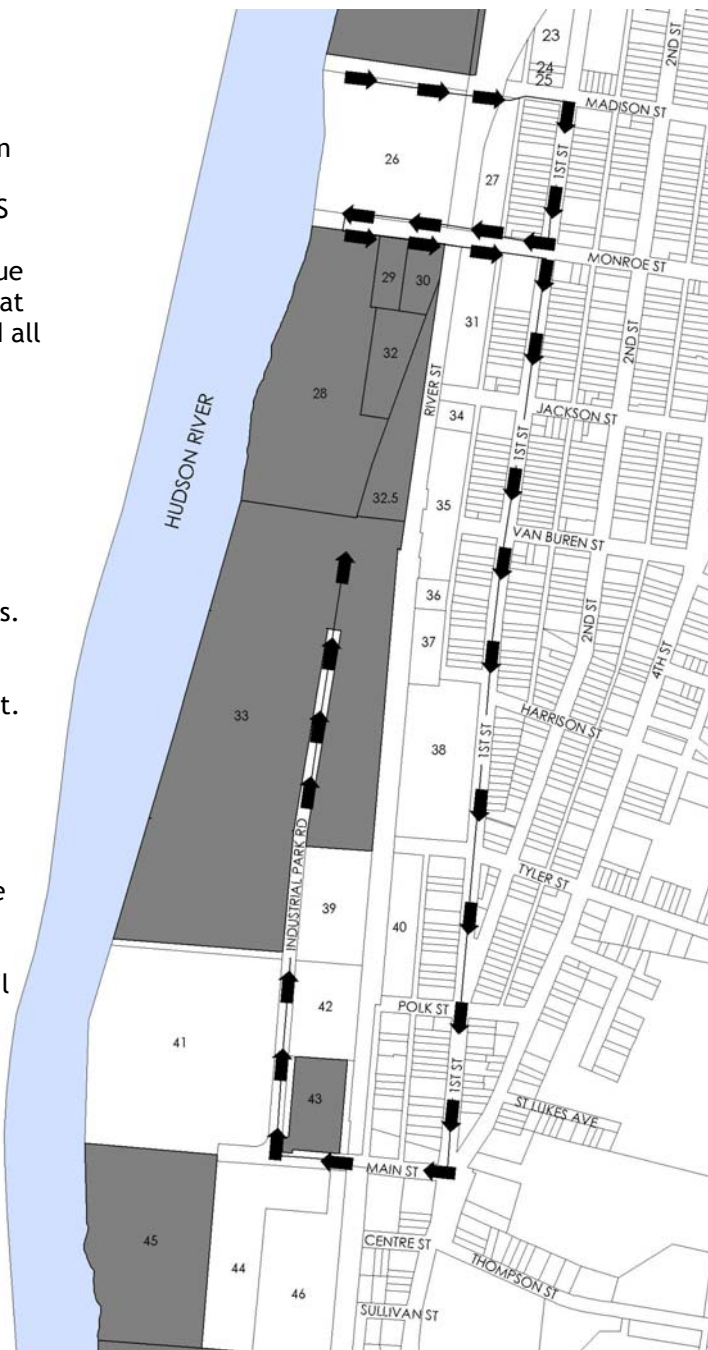 n
S
ue
at
l all
s.
t.
e
l
23
24
25
2ND ST
MADISON ST
1ST ST
26
27
MONROE ST
29
30
31
2ND ST
32
28
RIVER ST
34
JACKSON ST
1ST ST
HUDSON RIVER
32.5
35
VAN BUREN ST
36
2ND ST
37
4TH ST
33
HARRISON ST
38
1ST ST
INDUSTRIAL PARK RD
TYLER ST
39
40
42
POLK ST
41
43
1ST ST
ST LUKES AVE
MAIN ST
45
44
CENTRE ST
46
THOMPSON ST
SULLIVAN ST